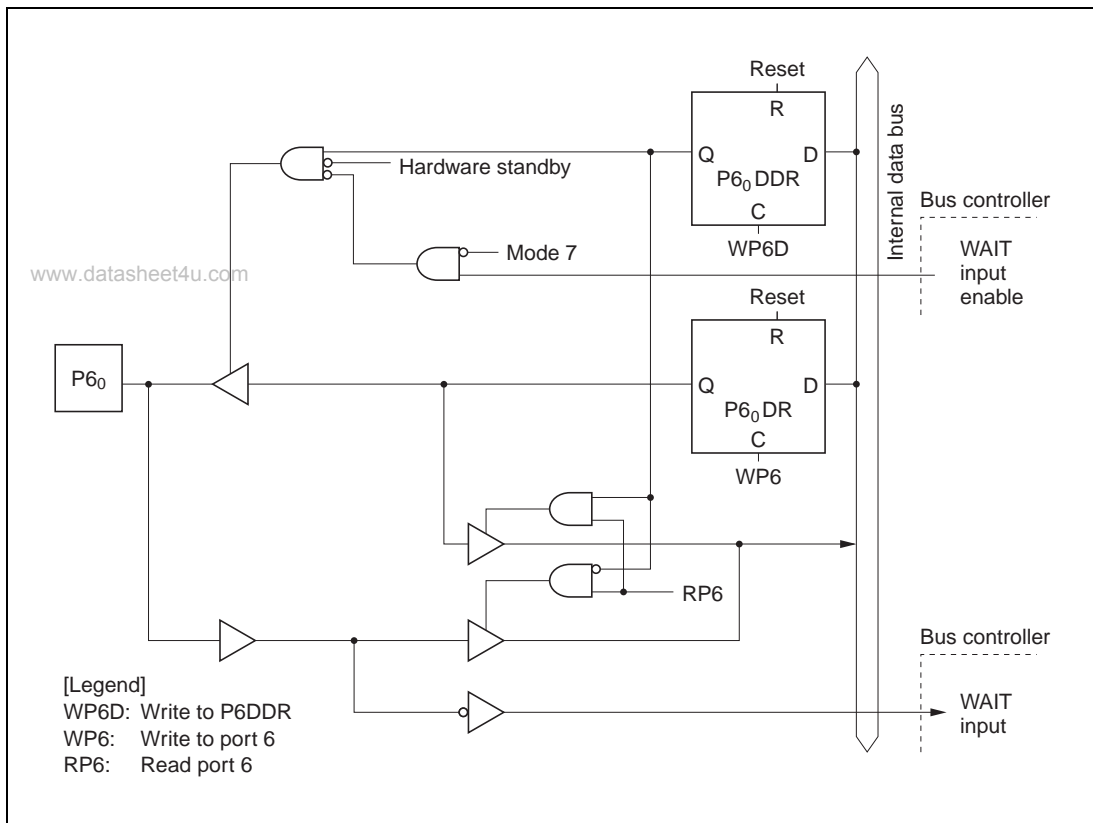 Reset
R
Q
D
P6₀DDR
C
WP6D
Hardware standby
Mode 7
Internal data bus
Bus controller
WAIT
input
enable
www.datasheet4u.com
Reset
R
P6₀
Q
D
P6₀DR
C
WP6
RP6
Bus controller
WAIT
input
[Legend]
WP6D: Write to P6DDR
WP6: Write to port 6
RP6: Read port 6